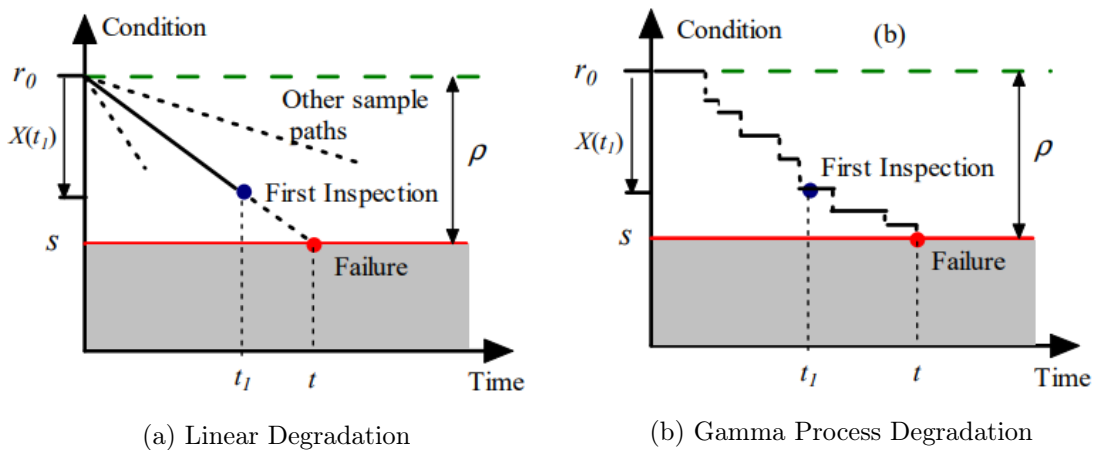 Condition
r₀
Other sample
paths
X(t₁)
ρ
First Inspection
s
Failure
t₁
t
Time
(a) Linear Degradation
Condition
(b)
r₀
X(t₁)
ρ
First Inspection
s
Failure
t₁
t
Time
(b) Gamma Process Degradation